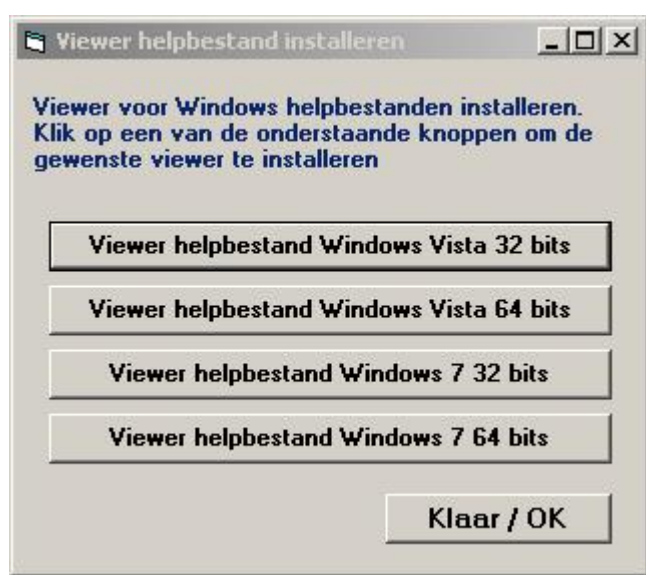 Viewer helpbestand installeren
Viewer voor Windows helpbestanden installeren.
Klik op een van de onderstaande knoppen om de
gewenste viewer te installeren
Viewer helpbestand Windows Vista 32 bits
Viewer helpbestand Windows Vista 64 bits
Viewer helpbestand Windows 7 32 bits
Viewer helpbestand Windows 7 64 bits
Klaar / OK